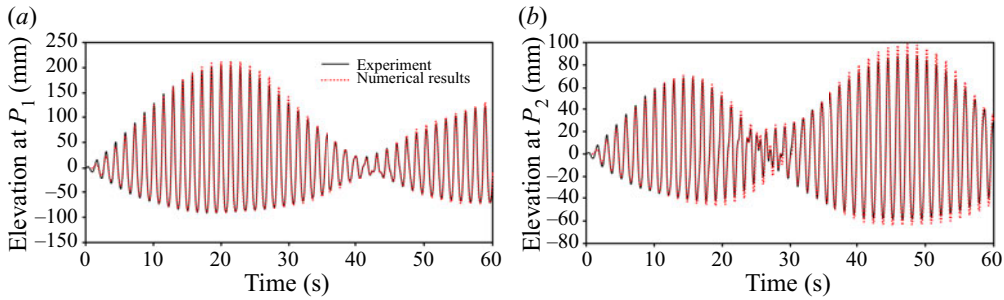 (a)
Elevation at P1 (mm)
250
200
150
100
50
0
–50
–100
–150
Experiment
Numerical results
0 10 20 30 40 50 60
Time (s)
(b)
Elevation at P2 (mm)
100
80
60
40
20
0
–20
–40
–60
–80
0 10 20 30 40 50 60
Time (s)